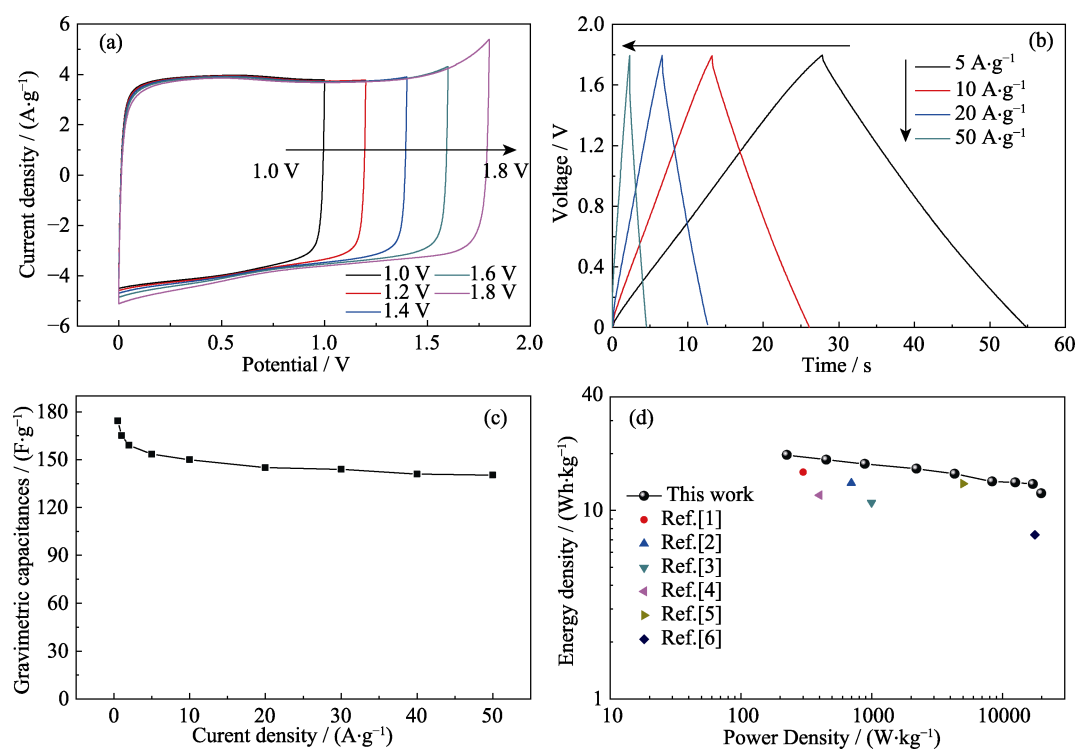 (a)
Current density / (A·g⁻¹)
6
4
2
0
−2
−4
−6
1.0 V
1.8 V
1.0 V
1.6 V
1.2 V
1.8 V
1.4 V
0
0.5
1.0
1.5
2.0
Potential / V
(b)
Voltage / V
2.0
1.6
1.2
0.8
0.4
0
5 A·g⁻¹
10 A·g⁻¹
20 A·g⁻¹
50 A·g⁻¹
0
10
20
30
40
50
60
Time / s
(c)
Gravimetric capacitances / (F·g⁻¹)
180
150
120
90
60
30
0
0
10
20
30
40
50
Curent density / (A·g⁻¹)
(d)
Energy density / (Wh·kg⁻¹)
40
10
1
This work
Ref.[1]
Ref.[2]
Ref.[3]
Ref.[4]
Ref.[5]
Ref.[6]
10
100
1000
10000
Power Density / (W·kg⁻¹)